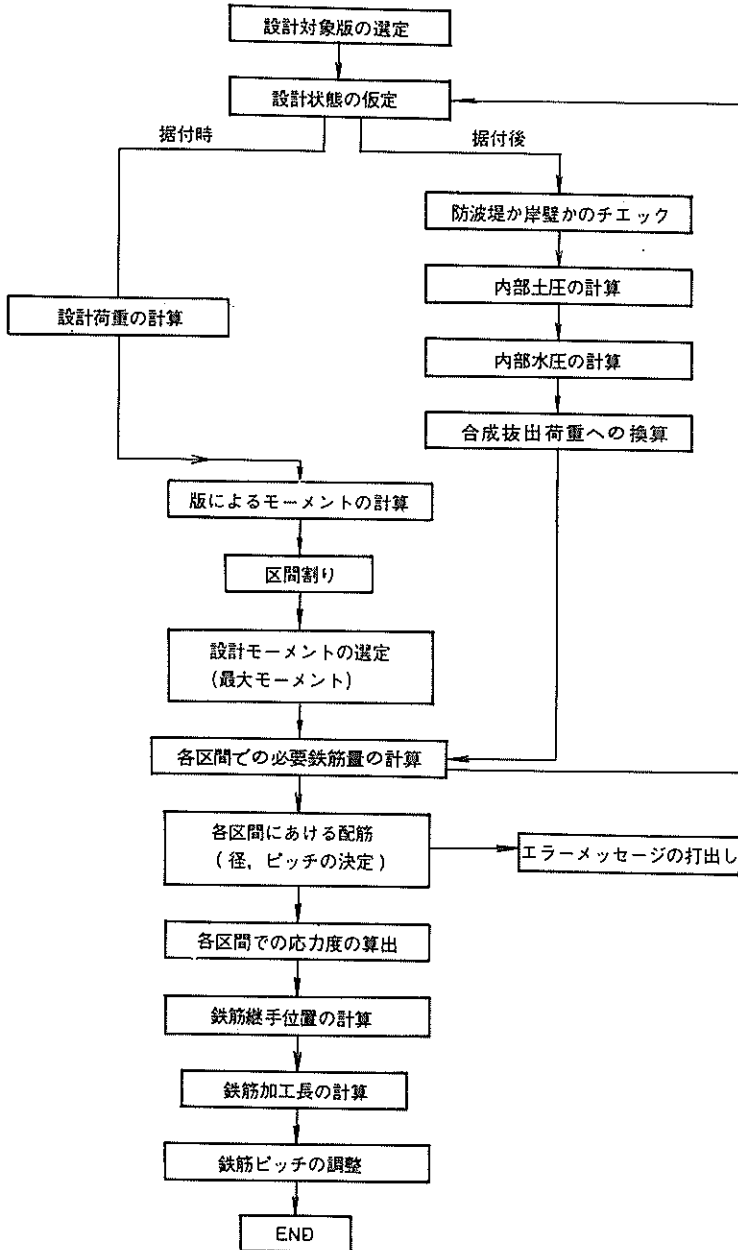 設計対象版の選定
設計状態の仮定
据付時
据付後
防波堤か岸壁かのチエック
内部土圧の計算
設計荷重の計算
内部水圧の計算
合成抜出荷重への換算
版によるモーメントの計算
区間割り
設計モーメントの選定
(最大モーメント)
各区間での必要鉄筋量の計算
各区間にあける配筋
(径,ピッチの決定)
エラーメッセージの打出し
各区間での応力度の算出
鉄筋継手位置の計算
鉄筋加工長の計算
鉄筋ピッチの調整
END